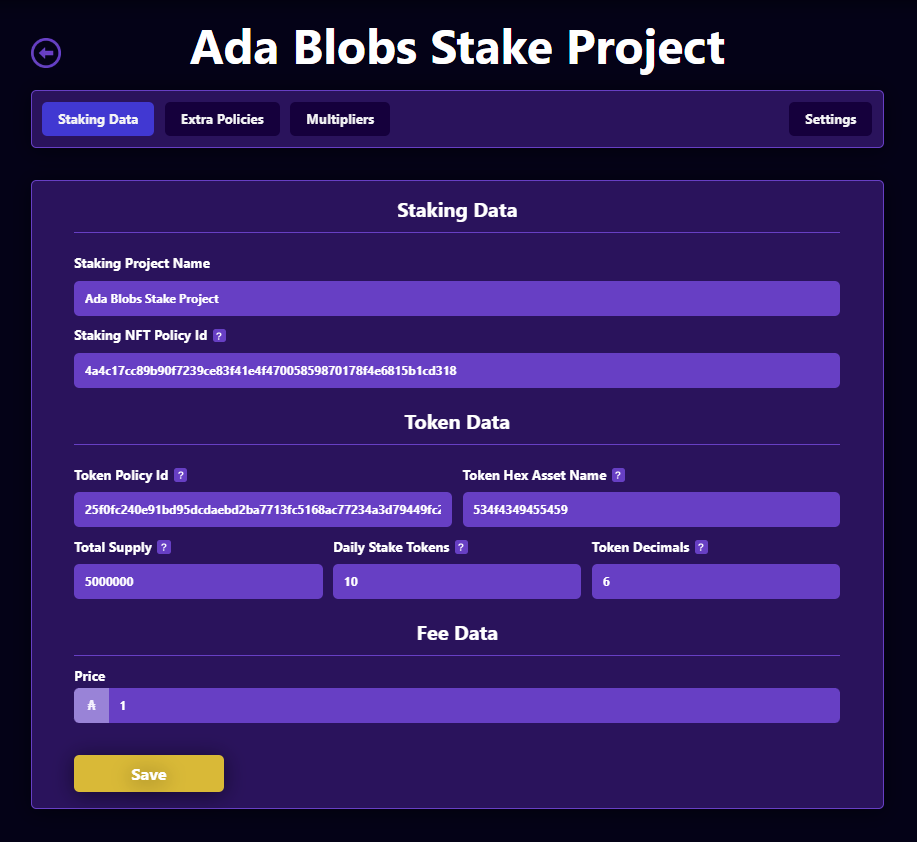 Ada Blobs Stake Project
Staking Data Extra Policies Multipliers Settings
Staking Data
Staking Project Name
Ada Blobs Stake Project
Staking NFT Policy Id ?
4a4c17cc89b90f7239ce83f41e4f47005859870178f4e6815b1cd318
Token Data
Token Policy Id ? Token Hex Asset Name ?
25f0fc240e91bd95dcdaebd2ba7713fc5168ac77234a3d79449fc2 534f4349455459
Total Supply ? Daily Stake Tokens ? Token Decimals ?
5000000 10 6
Fee Data
Price
₳ 1
Save